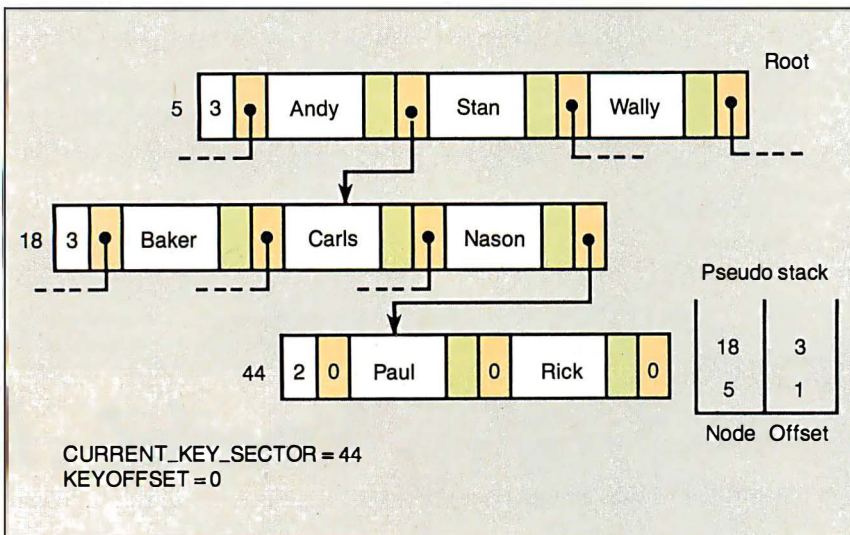 Root
5 3 Andy Stan Wally
18 3 Baker Carls Nason
Pseudo stack
18 3
5 1
Node Offset
44 2 0 Paul 0 Rick 0
CURRENT_KEY_SECTOR = 44
KEYOFFSET = 0